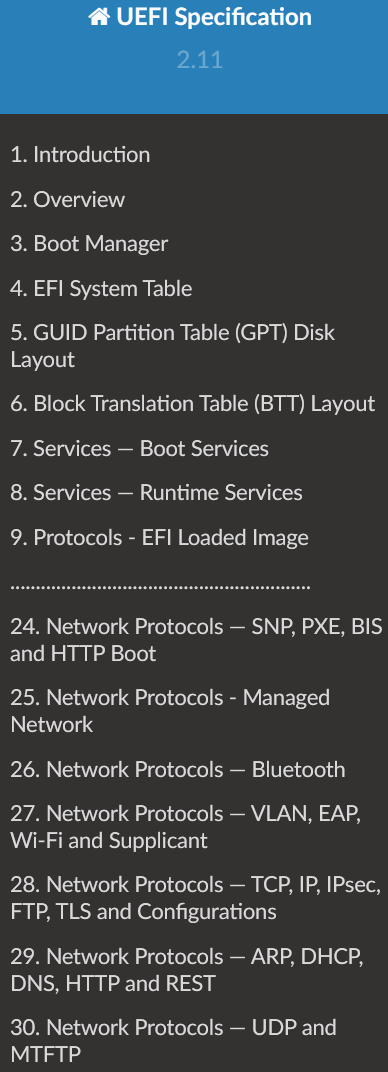 UEFI Specification
2.11
1. Introduction
2. Overview
3. Boot Manager
4. EFI System Table
5. GUID Partition Table (GPT) Disk
Layout
6. Block Translation Table (BTT) Layout
7. Services — Boot Services
8. Services — Runtime Services
9. Protocols - EFI Loaded Image
............................................................
24. Network Protocols — SNP, PXE, BIS
and HTTP Boot
25. Network Protocols - Managed
Network
26. Network Protocols — Bluetooth
27. Network Protocols — VLAN, EAP,
Wi-Fi and Supplicant
28. Network Protocols — TCP, IP, IPsec,
FTP, TLS and Configurations
29. Network Protocols — ARP, DHCP,
DNS, HTTP and REST
30. Network Protocols — UDP and
MTFTP